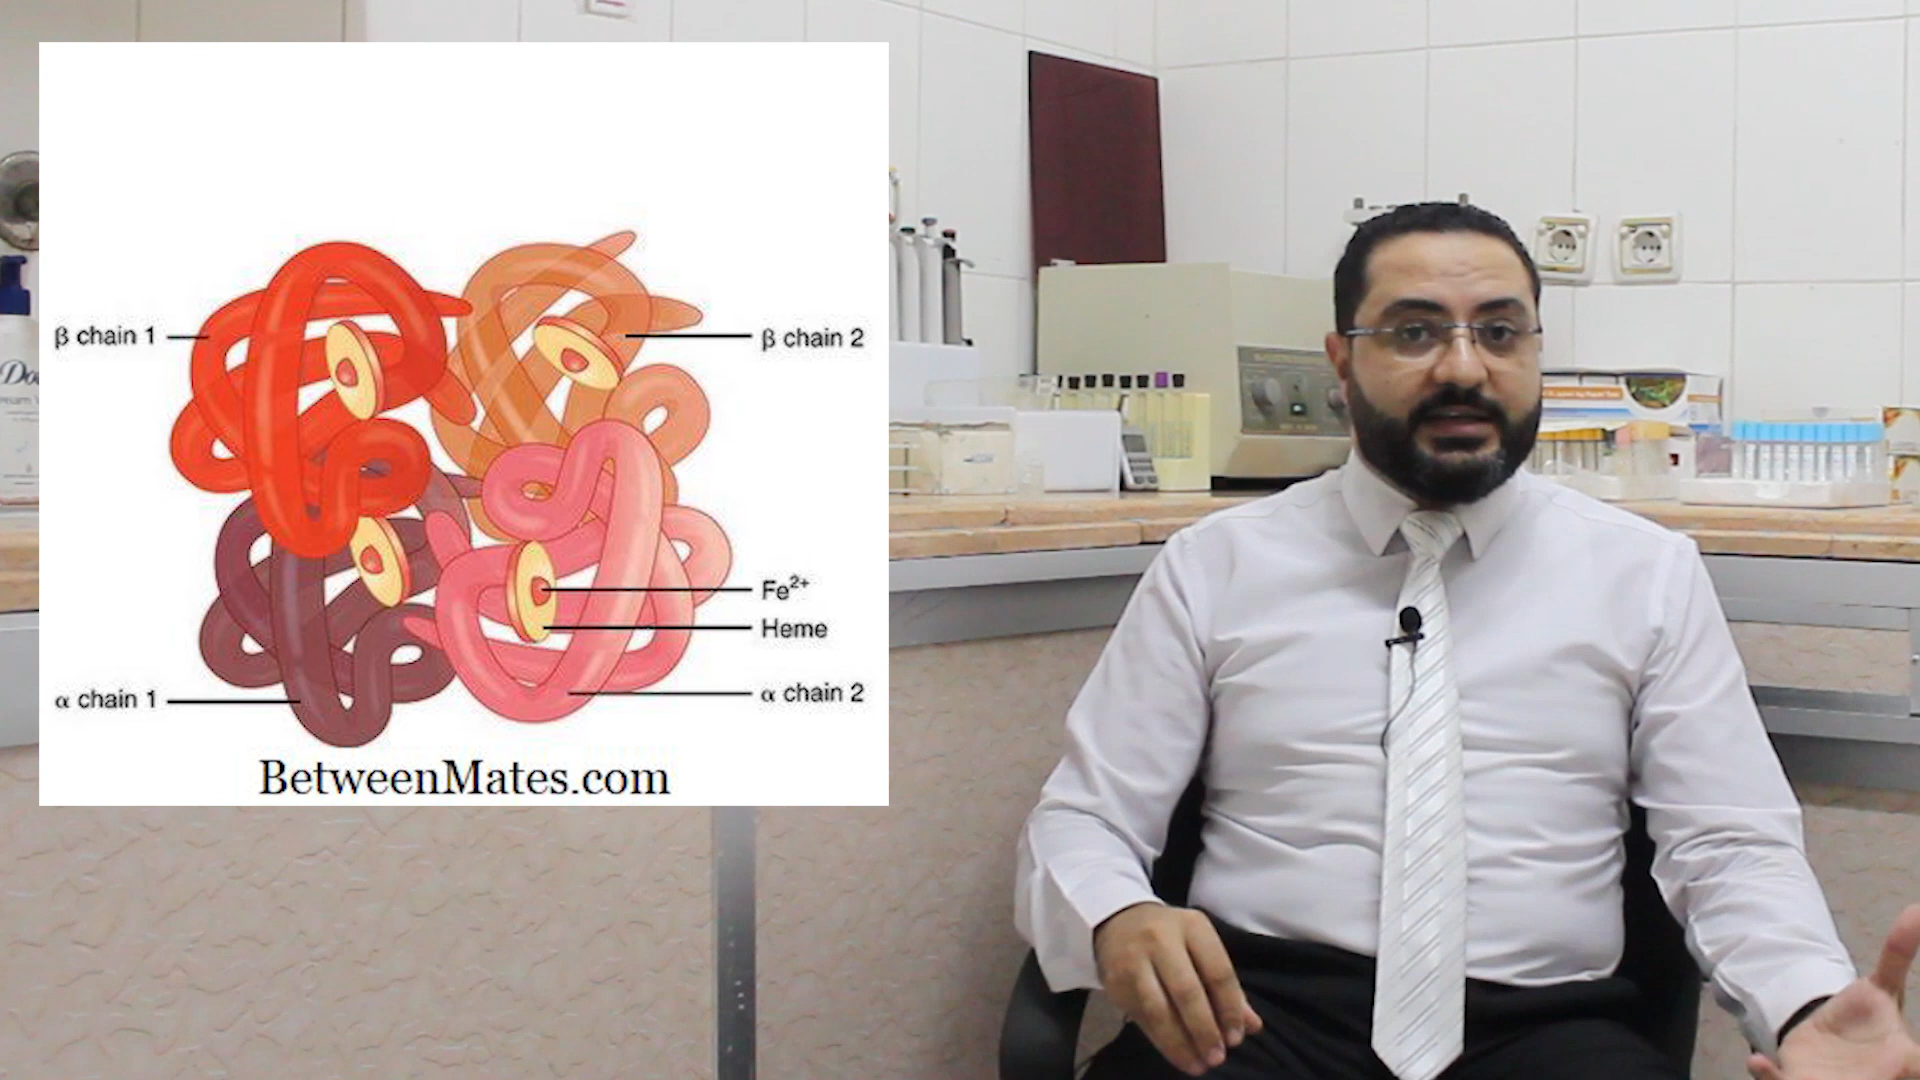 β chain 1
β chain 2
Fe²⁺
Heme
α chain 1
α chain 2
BetweenMates.com